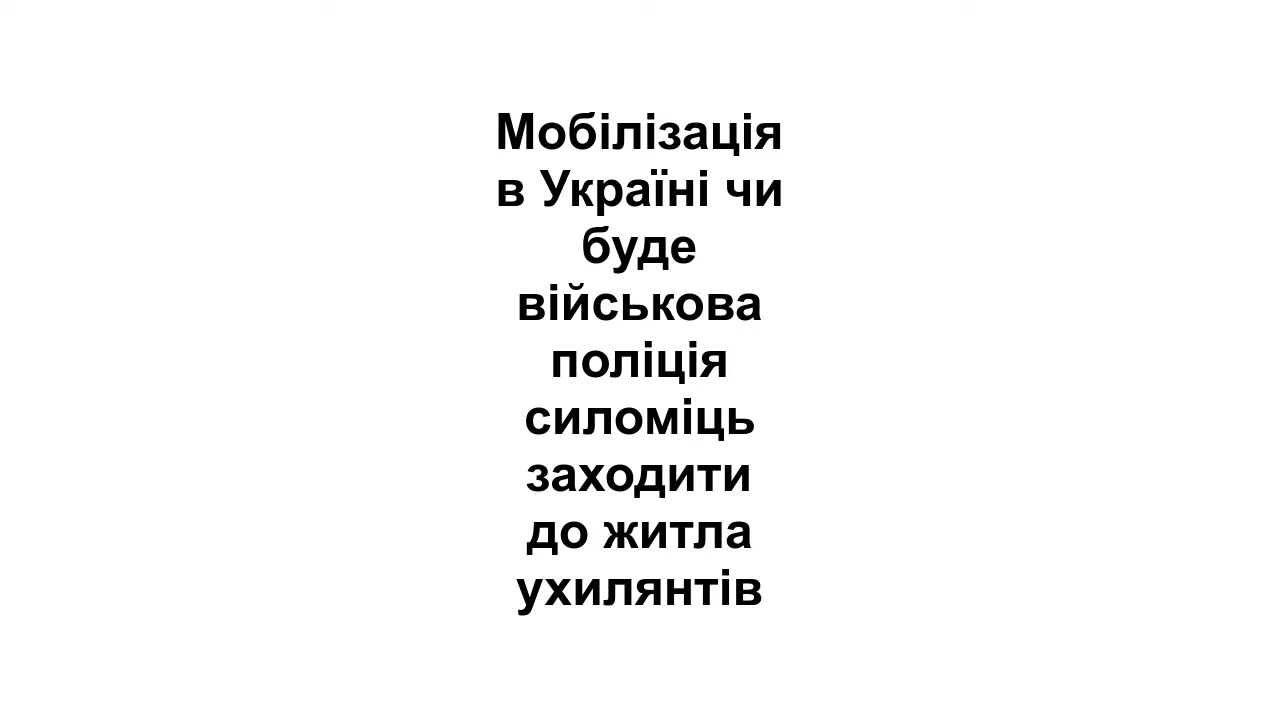 Мобілізація
в Україні чи
буде
військова
поліція
силоміць
заходити
до житла
ухилянтів